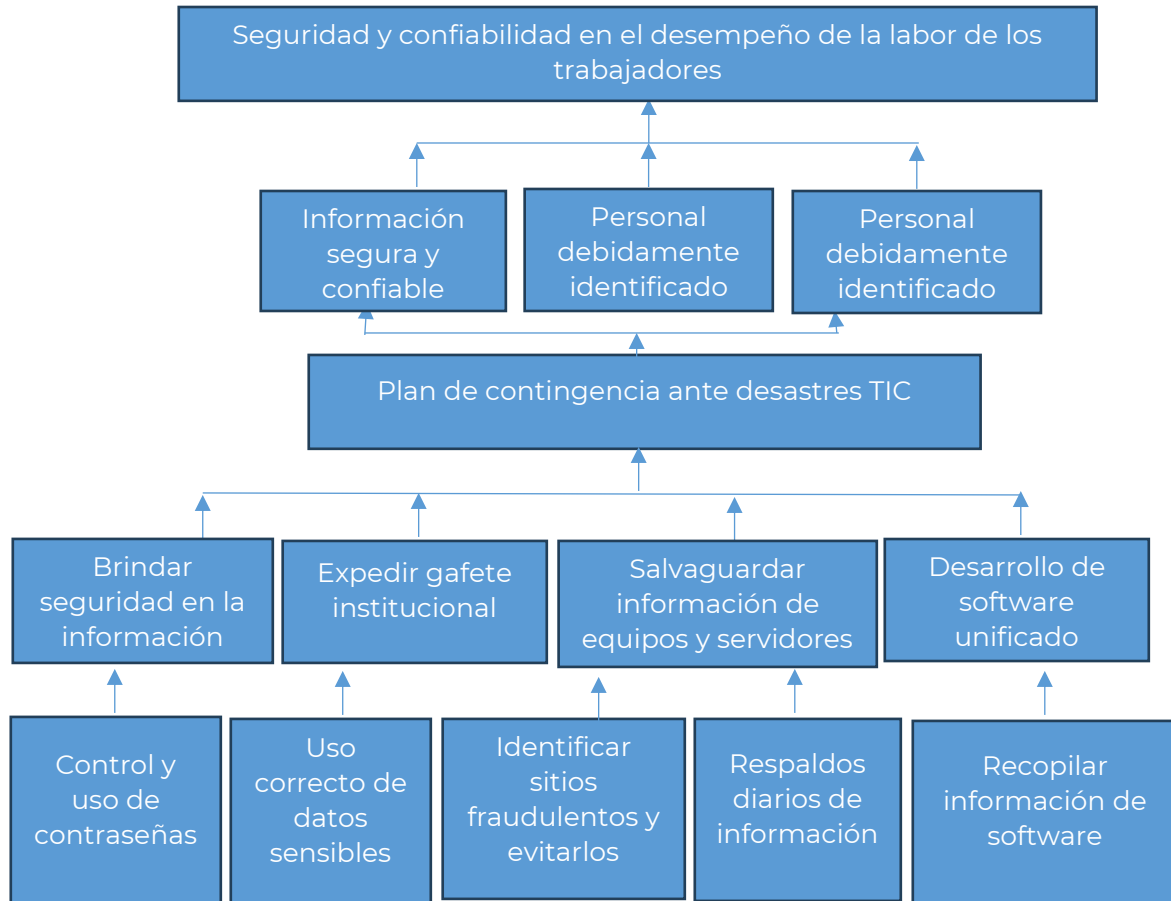 Seguridad y confiabilidad en el desempeño de la labor de los
trabajadores
Información
segura y
confiable
Personal
debidamente
identificado
Personal
debidamente
identificado
Plan de contingencia ante desastres TIC
Brindar
seguridad en la
información
Expedir gafete
institucional
Salvaguardar
información de
equipos y servidores
Desarrollo de
software
unificado
Control y
uso de
contraseñas
Uso
correcto de
datos
sensibles
Identificar
sitios
fraudulentos y
evitarlos
Respaldos
diarios de
información
Recopilar
información de
software